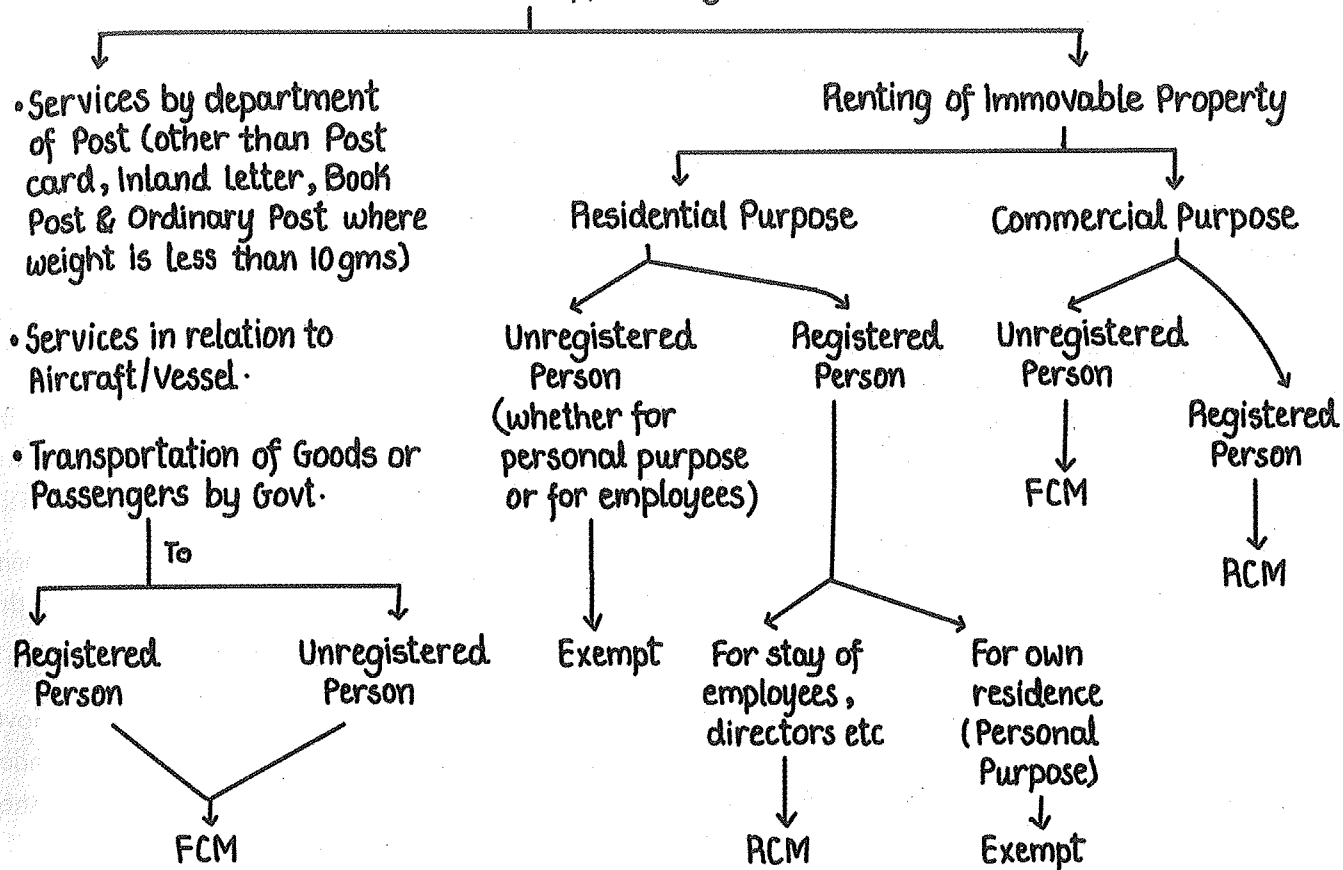 •Services by department
of Post (other than Post
card, Inland letter, Book
Post & Ordinary Post where
weight is less than 10gms)
•Services in relation to
Aircraft/Vessel.
•Transportation of Goods or
Passengers by Govt.
To
Registered
Person
Unregistered
Person
FCM
Renting of Immovable Property
Residential Purpose
Unregistered
Person
(whether for
personal purpose
or for employees)
Exempt
Registered
Person
For stay of
employees,
directors etc
RCM
For own
residence
(Personal
Purpose)
Exempt
Commercial Purpose
Unregistered
Person
FCM
Registered
Person
RCM